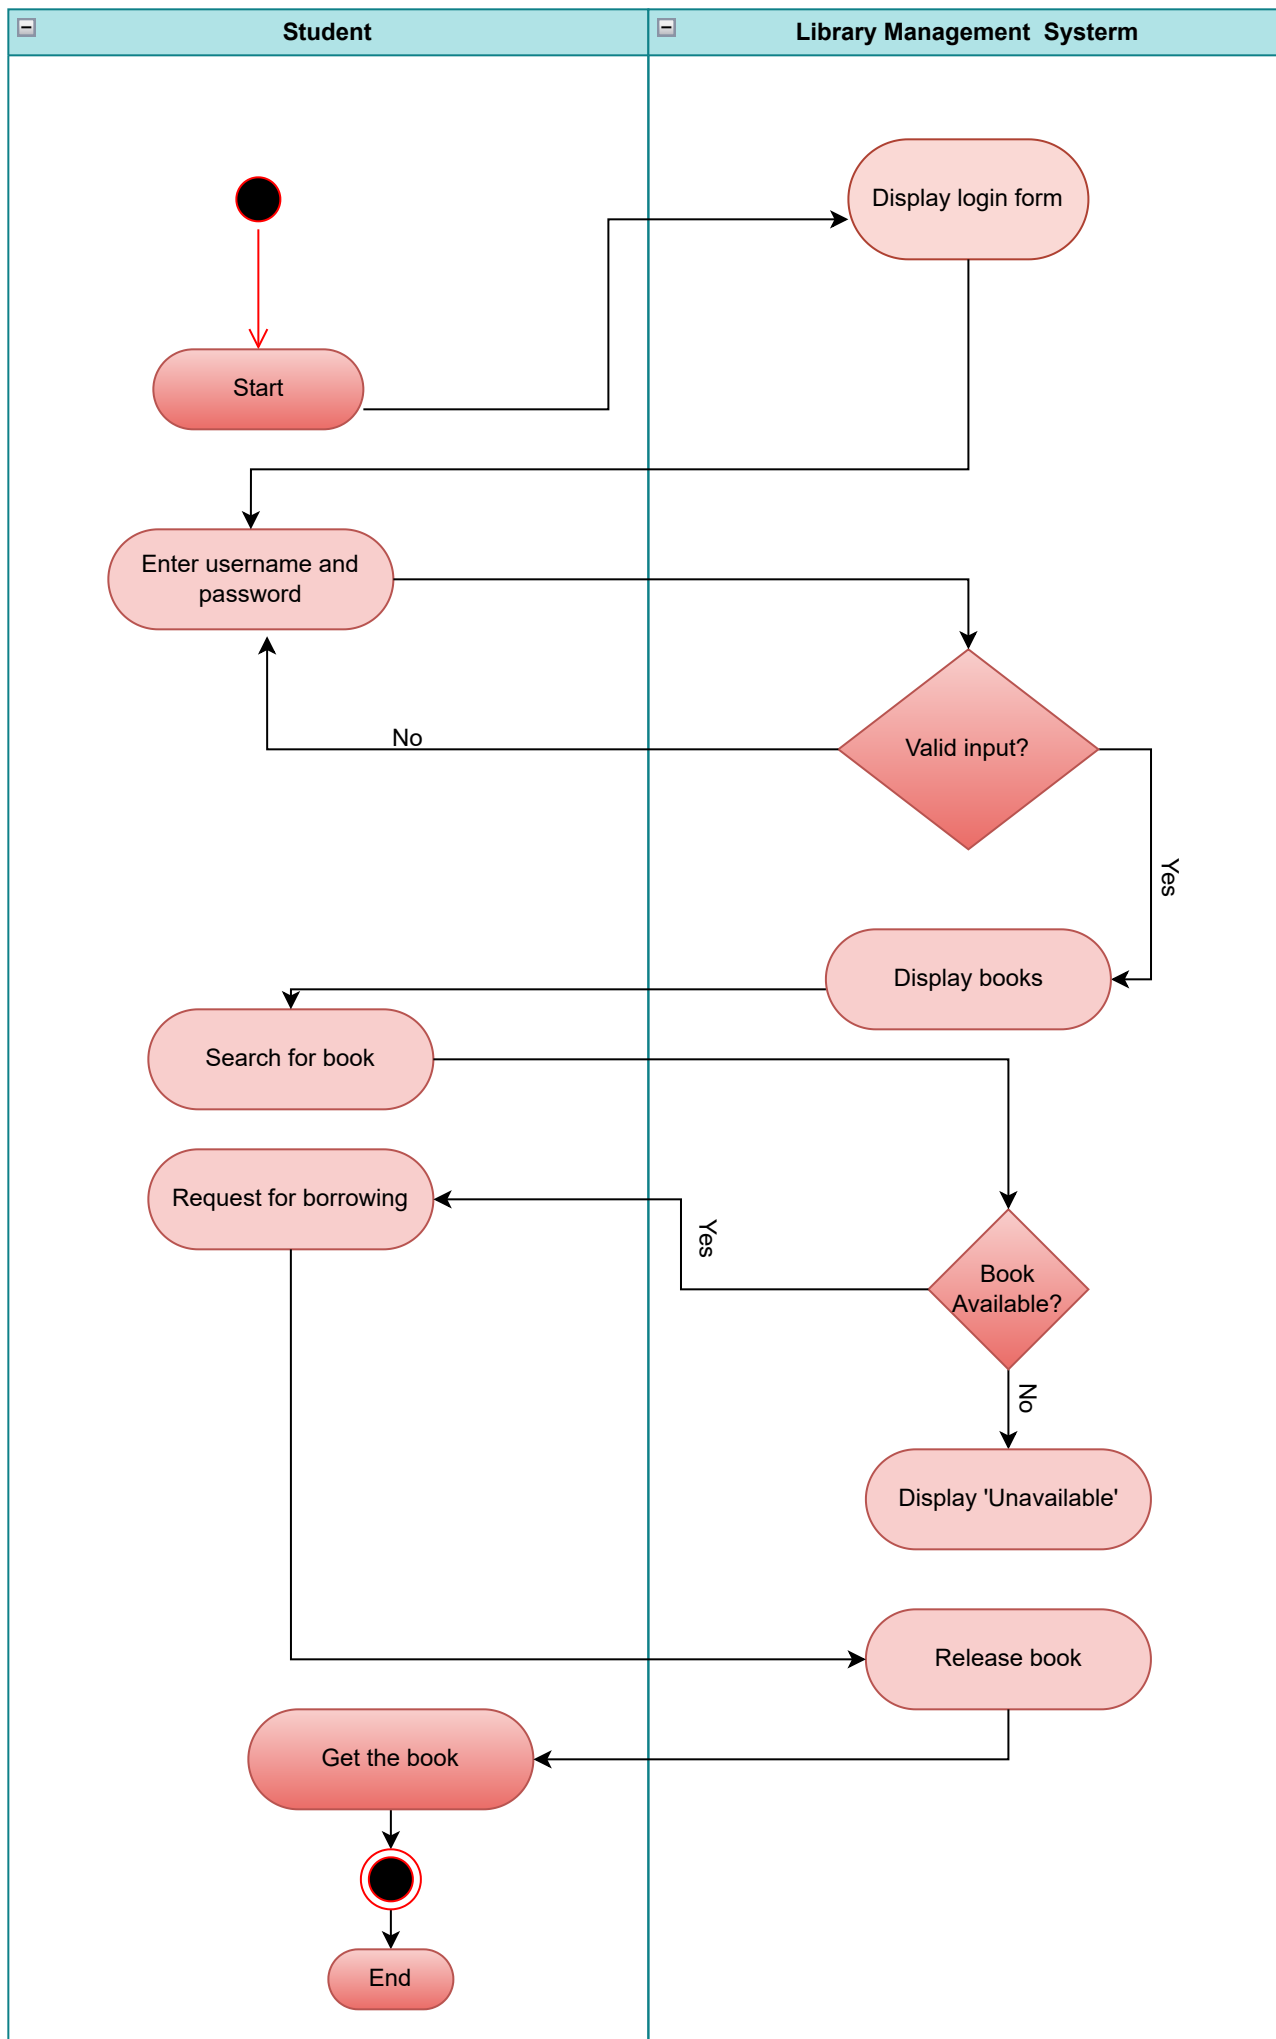 Student
Library Management  Systerm
Display login form
Start
Enter username and
password
No
Valid input?
Yes
Display books
Search for book
Request for borrowing
Yes
Book
Available?
No
Display 'Unavailable'
Release book
Get the book
End